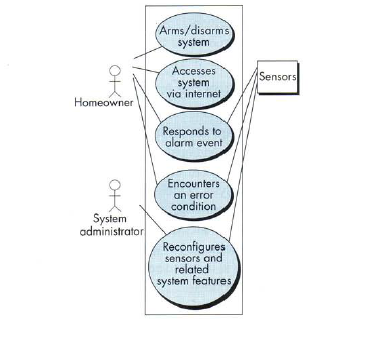 Arms/disarms
system
Accesses
system
via internet
Sensors
Homeowner
Responds to
alarm event
Encounters
an error
condition
System
administrator
Reconfigures
sensors and
related
system features